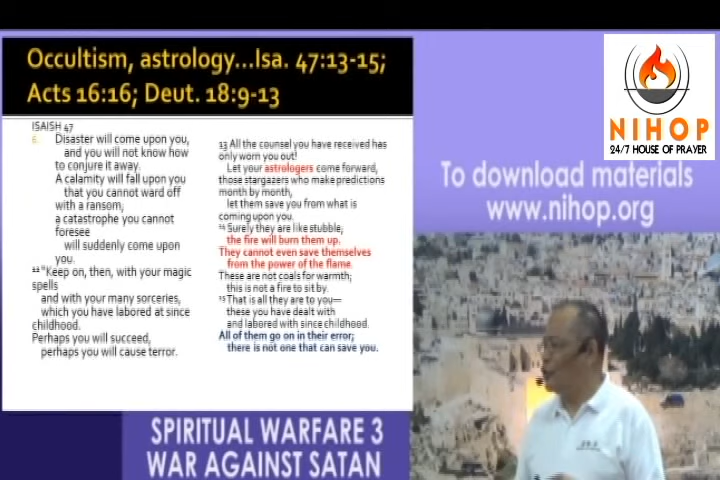 Occultism, astrology...Isa. 47:13-15;
Acts 16:16; Deut. 18:9-13
ISAISH 47
Disaster will come upon you,
and you will not know how
to conjure it away.
A calamity will fall upon you
that you cannot ward off
with a ransom,
a catastrophe you cannot
foresee
will suddenly come upon
you.
12 "Keep on, then, with your magic
spells
and with your many sorceries,
which you have labored at since
childhood.
Perhaps you will succeed,
perhaps you will cause terror.
13 All the counsel you have received has
only worn you out!
Let your astrologers come forward,
those stargazers who make predictions
month by month,
let them save you from what is
coming upon you.
14 Surely they are like stubble,
the fire will burn them up.
They cannot even save themselves
from the power of the flame.
These are not coals for warmth;
this is not a fire to sit by.
15 That is all they are to you—
these you have dealt with
and labored with since childhood.
All of them go on in their error;
there is not one that can save you.
NIHOP
24/7 HOUSE OF PRAYER
To download materials
www.nihop.org
SPIRITUAL WARFARE 3
WAR AGAINST SATAN